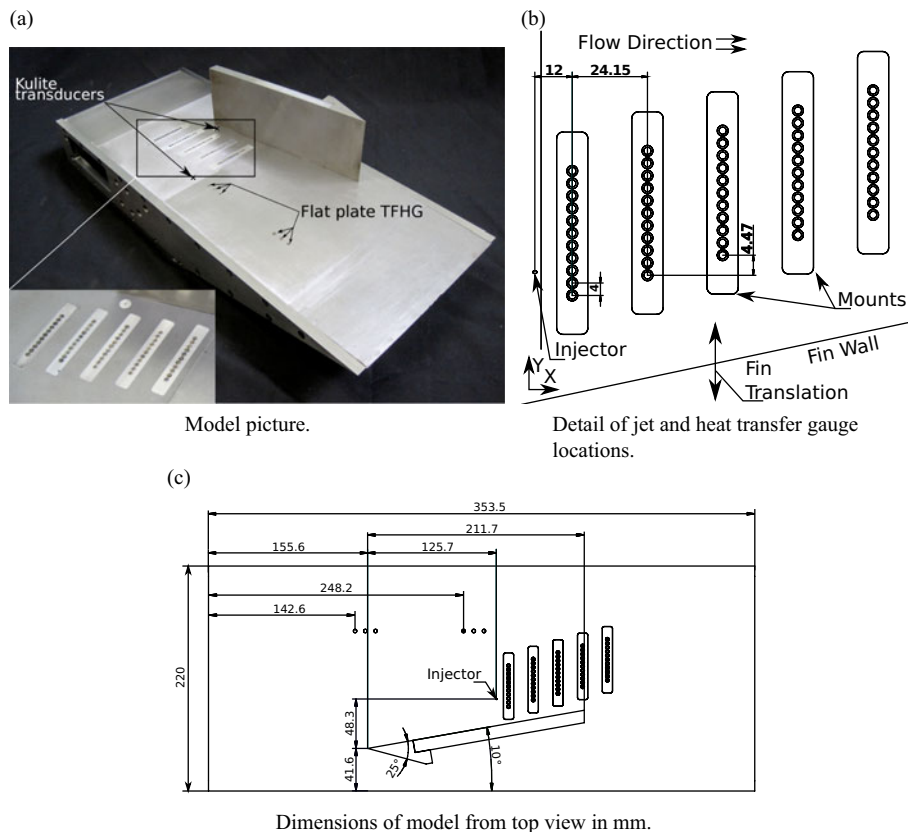 (a)
Kulite
transducers
Flat plate TFHG
Model picture.
(b)
Flow Direction
12
24.15
4.47
4
Mounts
Injector
Y
X
Fin Wall
Fin
Translation
Detail of jet and heat transfer gauge
locations.
(c)
353.5
211.7
155.6
125.7
248.2
142.6
220
Injector
48.3
41.6
25°
10°
Dimensions of model from top view in mm.